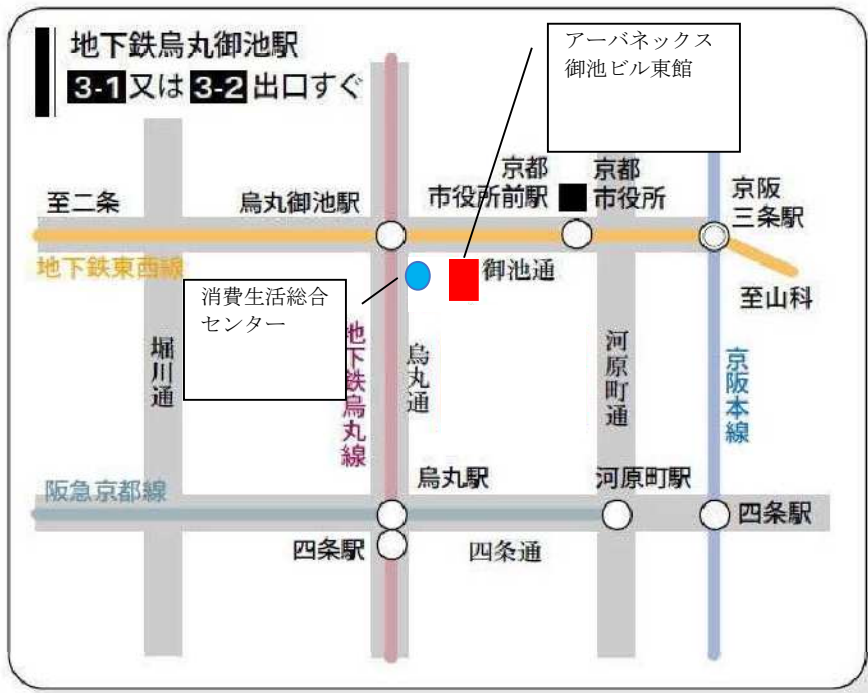 地下鉄烏丸御池駅
3-1又は3-2出口すぐ
アーバネックス
御池ビル東館
至二条
烏丸御池駅
京都
市役所前駅
京都
市役所
京阪
三条駅
地下鉄東西線
御池通
至山科
消費生活総合
センター
堀川通
地下鉄烏丸線
烏丸通
河原町通
京阪本線
阪急京都線
烏丸駅
河原町駅
四条駅
四条駅
四条通